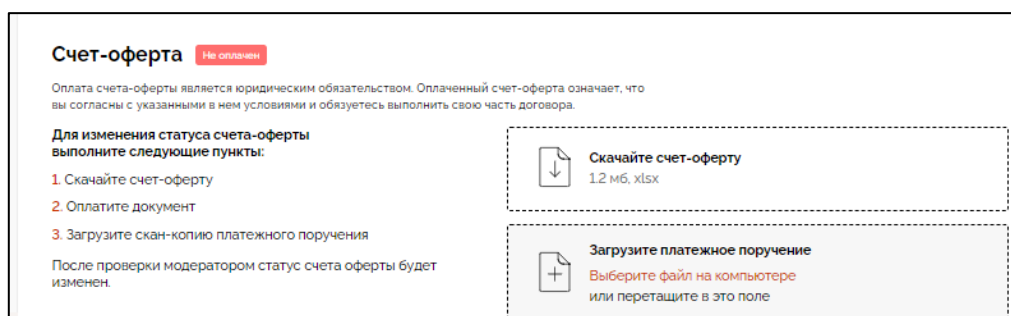 Счет-оферта Не оплачен
Оплата счета-оферты является юридическим обязательством. Оплаченный счет-оферта означает, что
вы согласны с указанными в нем условиями и обязуетесь выполнить свою часть договора.
Для изменения статуса счета-оферты
выполните следующие пункты:
1. Скачайте счет-оферту
2. Оплатите документ
3. Загрузите скан-копию платежного поручения
После проверки модератором статус счета оферты будет
изменен.
Скачайте счет-оферту
1.2 мб, xlsx
Загрузите платежное поручение
Выберите файл на компьютере
или перетащите в это поле